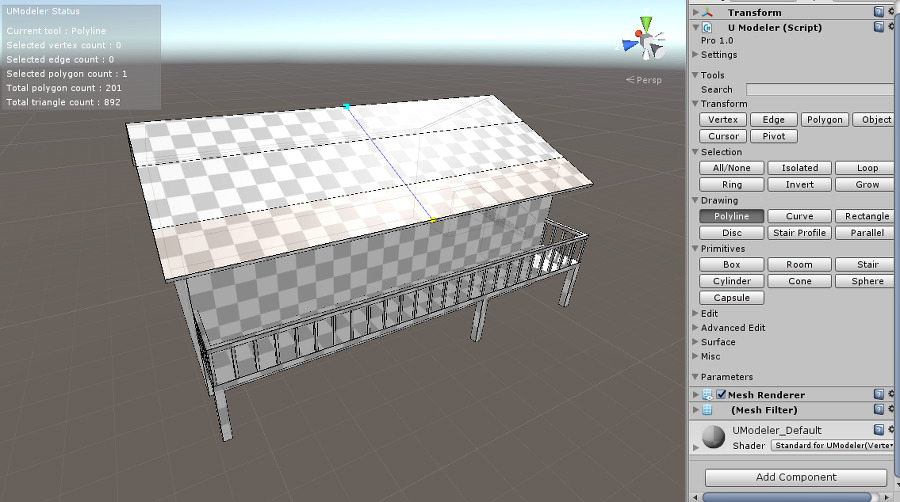 UModeler Status
Current tool : Polyline
Selected vertex count : 0
Selected edge count : 0
Selected polygon count : 1
Total polygon count : 201
Total triangle count : 892
Persp
Transform
U Modeler (Script)
Pro 1.0
Settings
Tools
Search
Transform
Vertex Edge Polygon Object
Cursor Pivot
Selection
All/None Isolated Loop
Ring Invert Grow
Drawing
Polyline Curve Rectangle
Disc Stair Profile Parallel
Primitives
Box Room Stair
Cylinder Cone Sphere
Capsule
Edit
Advanced Edit
Surface
Misc
Parameters
Mesh Renderer
(Mesh Filter)
UModeler_Default
Shader Standard for UModeler(Verte
Add Component